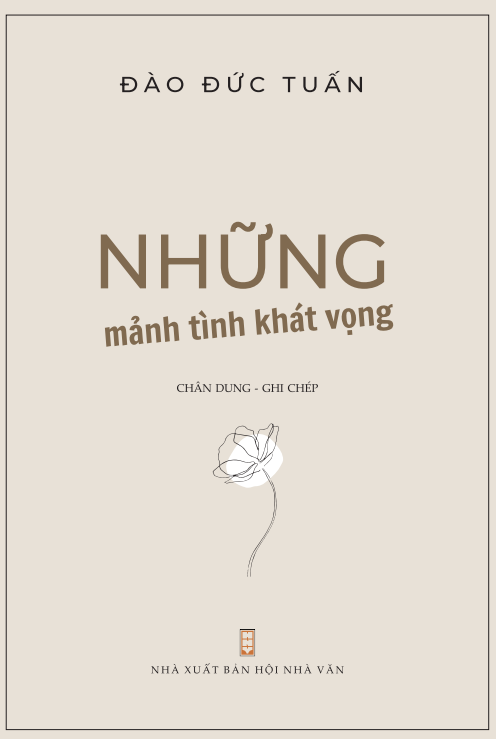 ĐÀO ĐỨC TUẤN
NHỮNG
mảnh tình khát vọng
CHÂN DUNG - GHI CHÉP
NHÀ XUẤT BẢN HỘI NHÀ VĂN